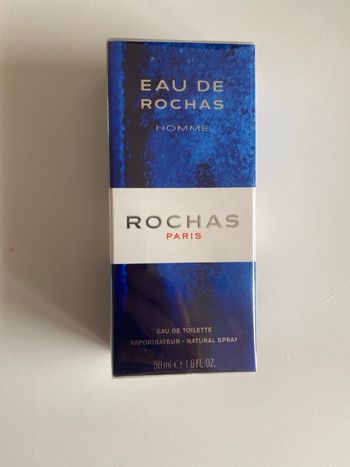 EAU DE
ROCHAS
HOMME
ROCHAS
PARIS
EAU DE TOILETTE
VAPORISATEUR - NATURAL SPRAY
50 ml ℮ 1.6 FL.OZ.